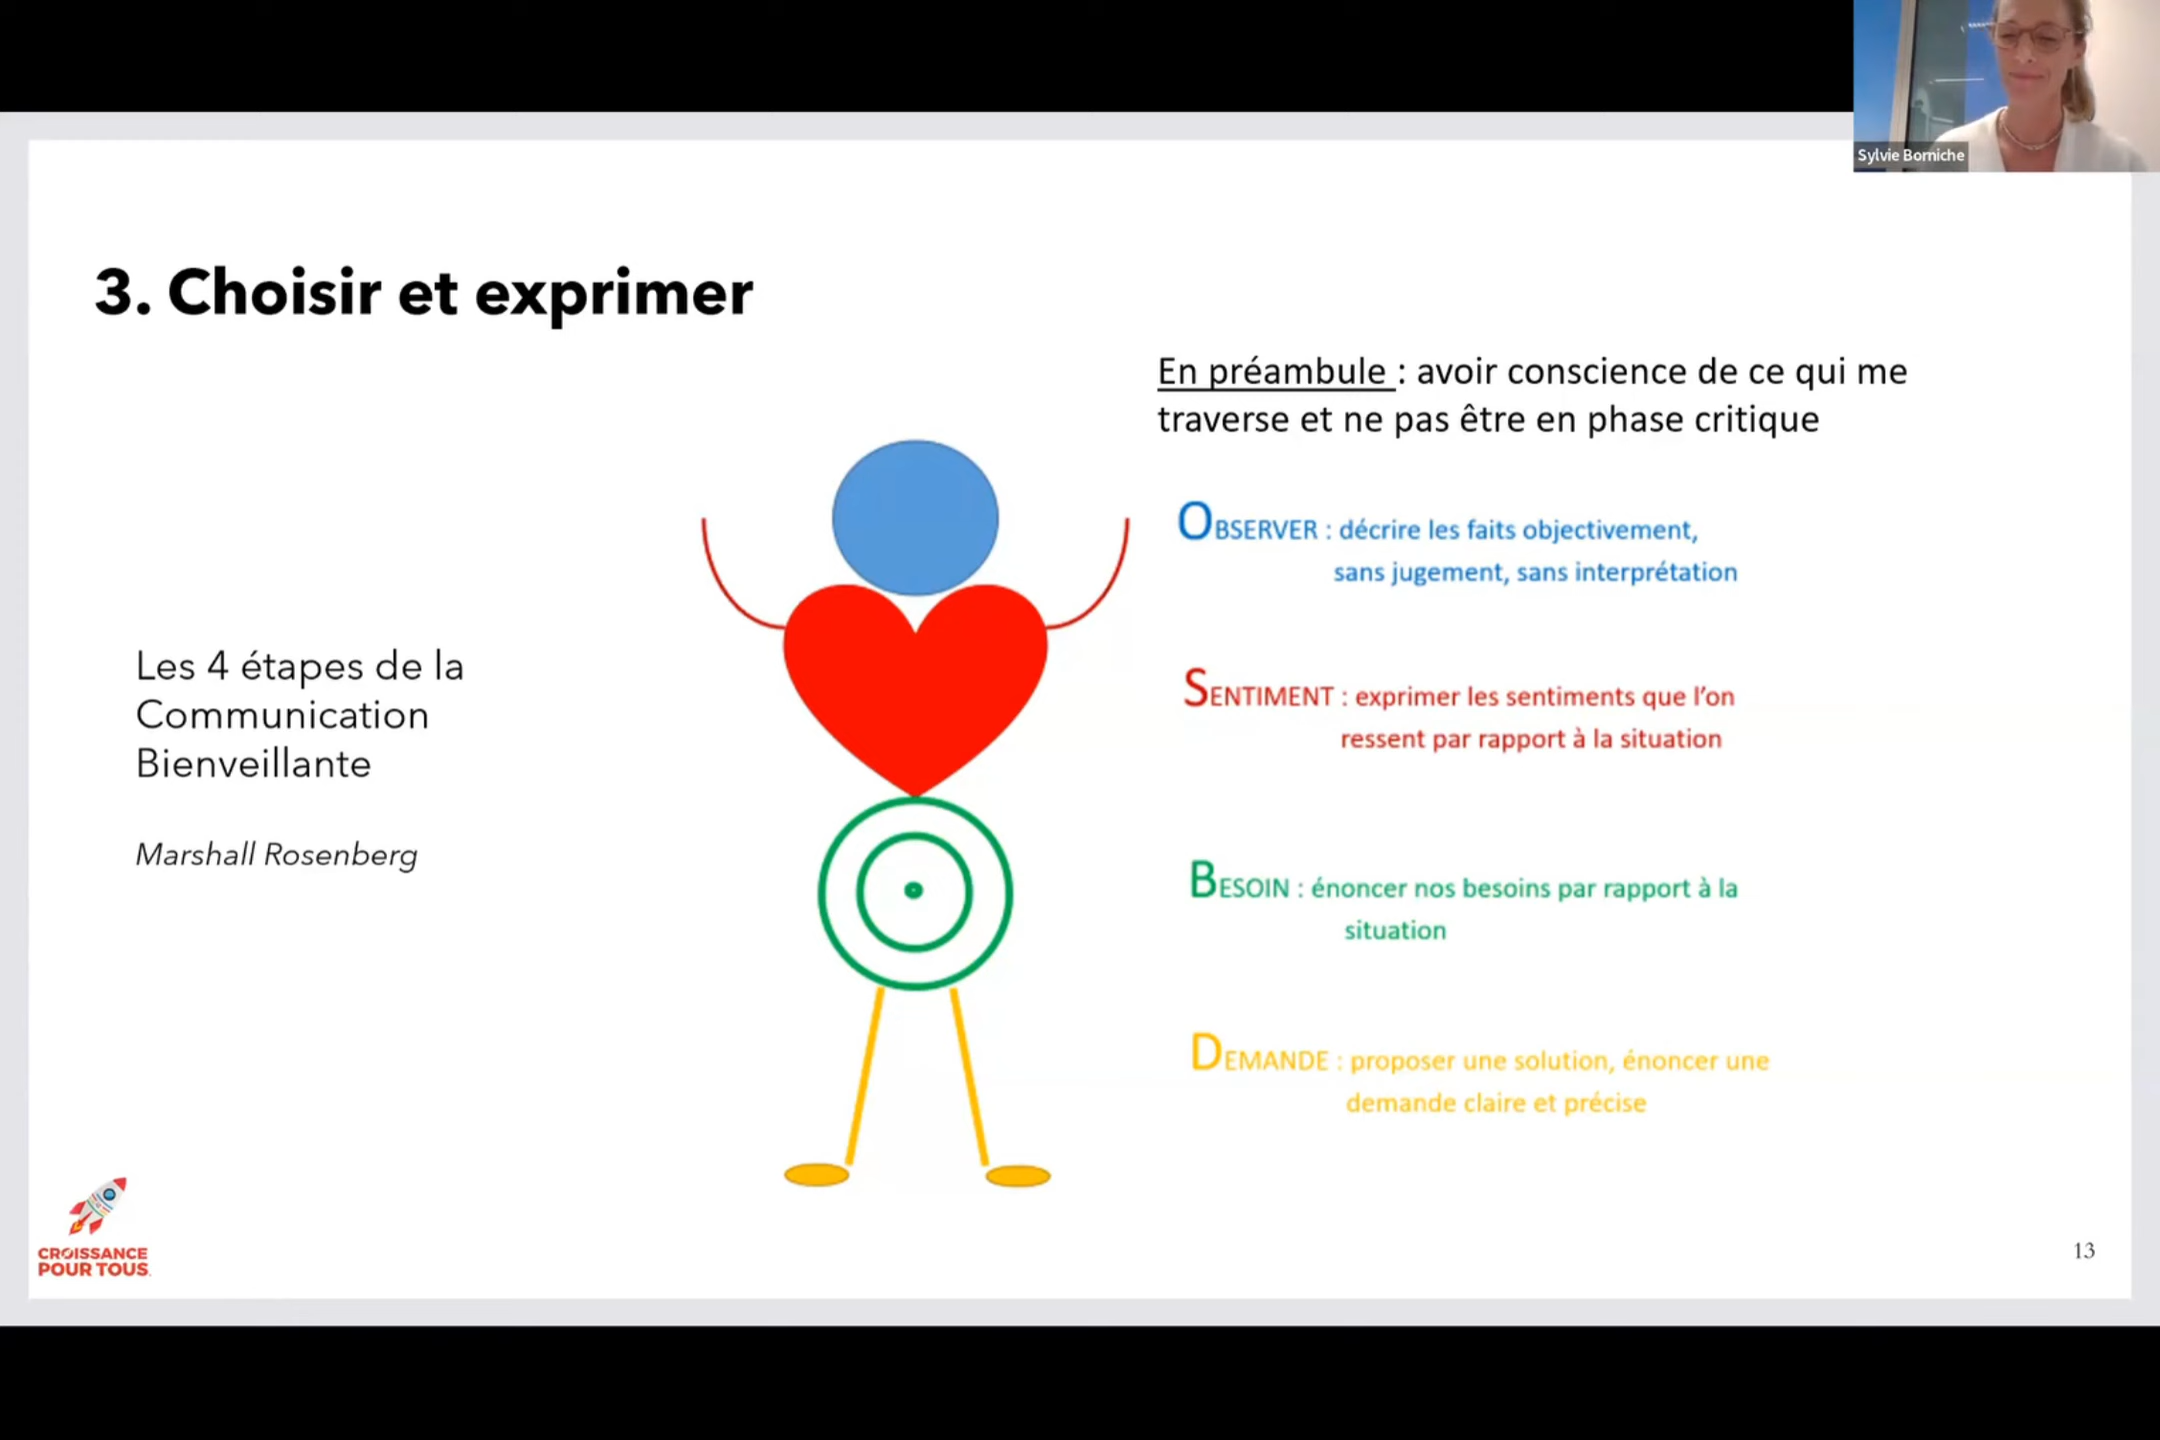 Sylvie Borniche
3. Choisir et exprimer
En préambule : avoir conscience de ce qui me
traverse et ne pas être en phase critique
OBSERVER : décrire les faits objectivement,
sans jugement, sans interprétation
SENTIMENT : exprimer les sentiments que l'on
ressent par rapport à la situation
Les 4 étapes de la
Communication
Bienveillante
Marshall Rosenberg
BESOIN : énoncer nos besoins par rapport à la
situation
DEMANDE : proposer une solution, énoncer une
demande claire et précise
CROISSANCE
POUR TOUS
13